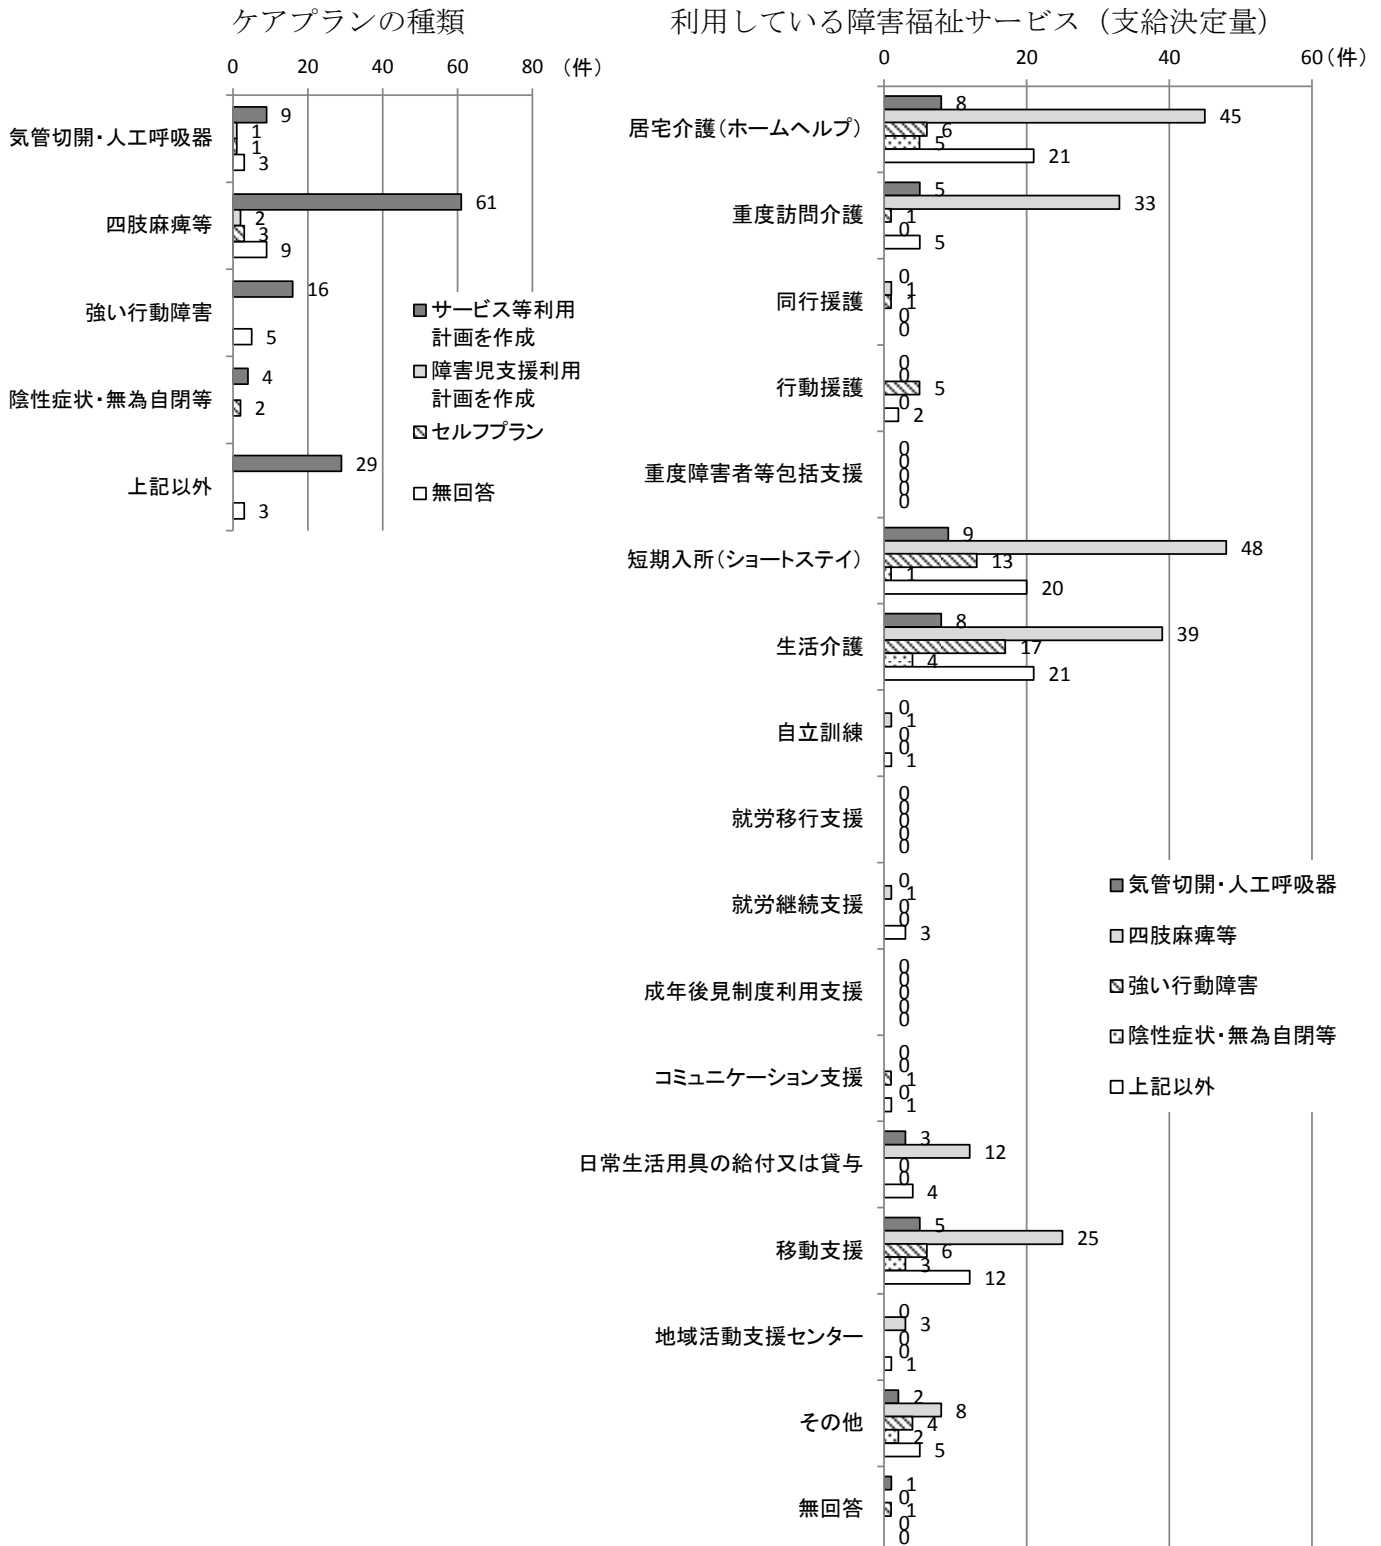 ケアプランの種類
0 20 40 60 80 (件)
気管切開・人工呼吸器
9
1
1
3
四肢麻痺等
61
2
3
9
強い行動障害
16
5
陰性症状・無為自閉等
4
2
上記以外
29
3
サービス等利用
計画を作成
障害児支援利用
計画を作成
セルフプラン
無回答
利用している障害福祉サービス（支給決定量）
0 20 40 60(件)
居宅介護(ホームヘルプ)
8
45
6
5
21
重度訪問介護
5
33
1
0
5
同行援護
0
1
1
0
0
行動援護
0
0
5
0
2
重度障害者等包括支援
0
0
0
0
0
短期入所(ショートステイ)
9
48
13
1
20
生活介護
8
39
17
4
21
自立訓練
0
1
0
0
1
就労移行支援
0
0
0
0
0
就労継続支援
0
1
0
0
3
成年後見制度利用支援
0
0
0
0
0
コミュニケーション支援
0
0
1
0
1
日常生活用具の給付又は貸与
3
12
0
0
4
移動支援
5
25
6
3
12
地域活動支援センター
0
3
0
0
1
その他
2
8
4
2
5
無回答
1
0
1
0
0
気管切開・人工呼吸器
四肢麻痺等
強い行動障害
陰性症状・無為自閉等
上記以外